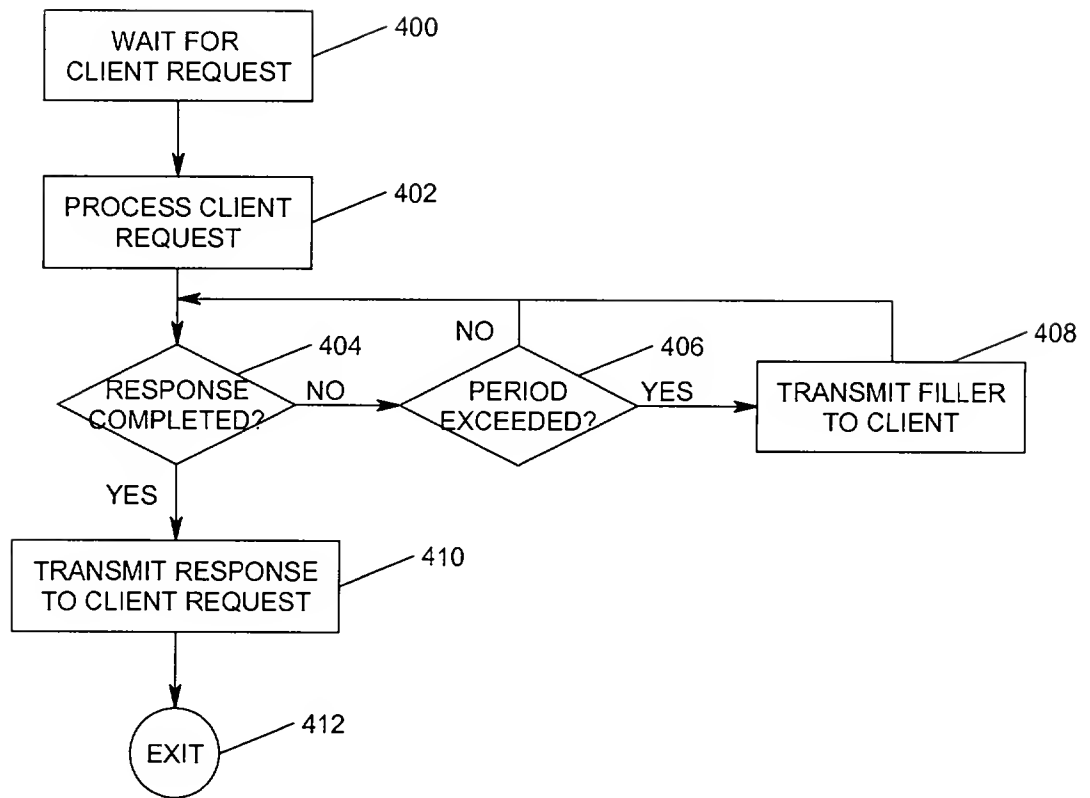 WAIT FOR
CLIENT REQUEST
400
PROCESS CLIENT
REQUEST
402
RESPONSE
COMPLETED?
404
NO
PERIOD
EXCEEDED?
406
NO
YES
TRANSMIT FILLER
TO CLIENT
408
YES
TRANSMIT RESPONSE
TO CLIENT REQUEST
410
EXIT
412